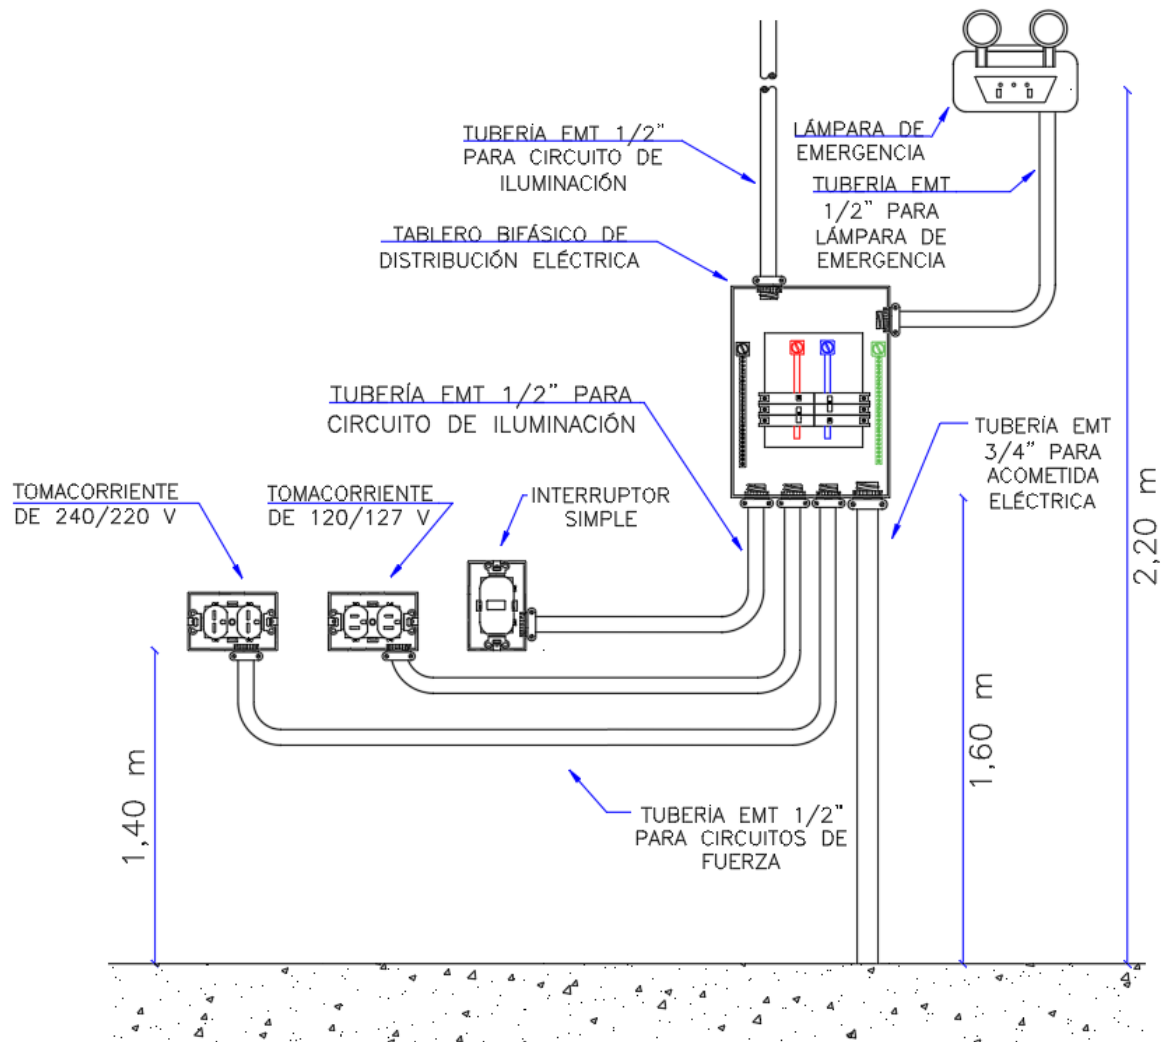 TUBERÍA EMT 1/2"
PARA CIRCUITO DE
ILUMINACIÓN
LÁMPARA DE
EMERGENCIA
TUBERÍA EMT
1/2" PARA
LÁMPARA DE
EMERGENCIA
TABLERO BIFÁSICO DE
DISTRIBUCIÓN ELÉCTRICA
TUBERÍA EMT 1/2" PARA
CIRCUITO DE ILUMINACIÓN
TUBERÍA EMT
3/4" PARA
ACOMETIDA
ELÉCTRICA
TOMACORRIENTE
DE 240/220 V
TOMACORRIENTE
DE 120/127 V
INTERRUPTOR
SIMPLE
2,20 m
1,60 m
1,40 m
TUBERÍA EMT 1/2"
PARA CIRCUITOS DE
FUERZA